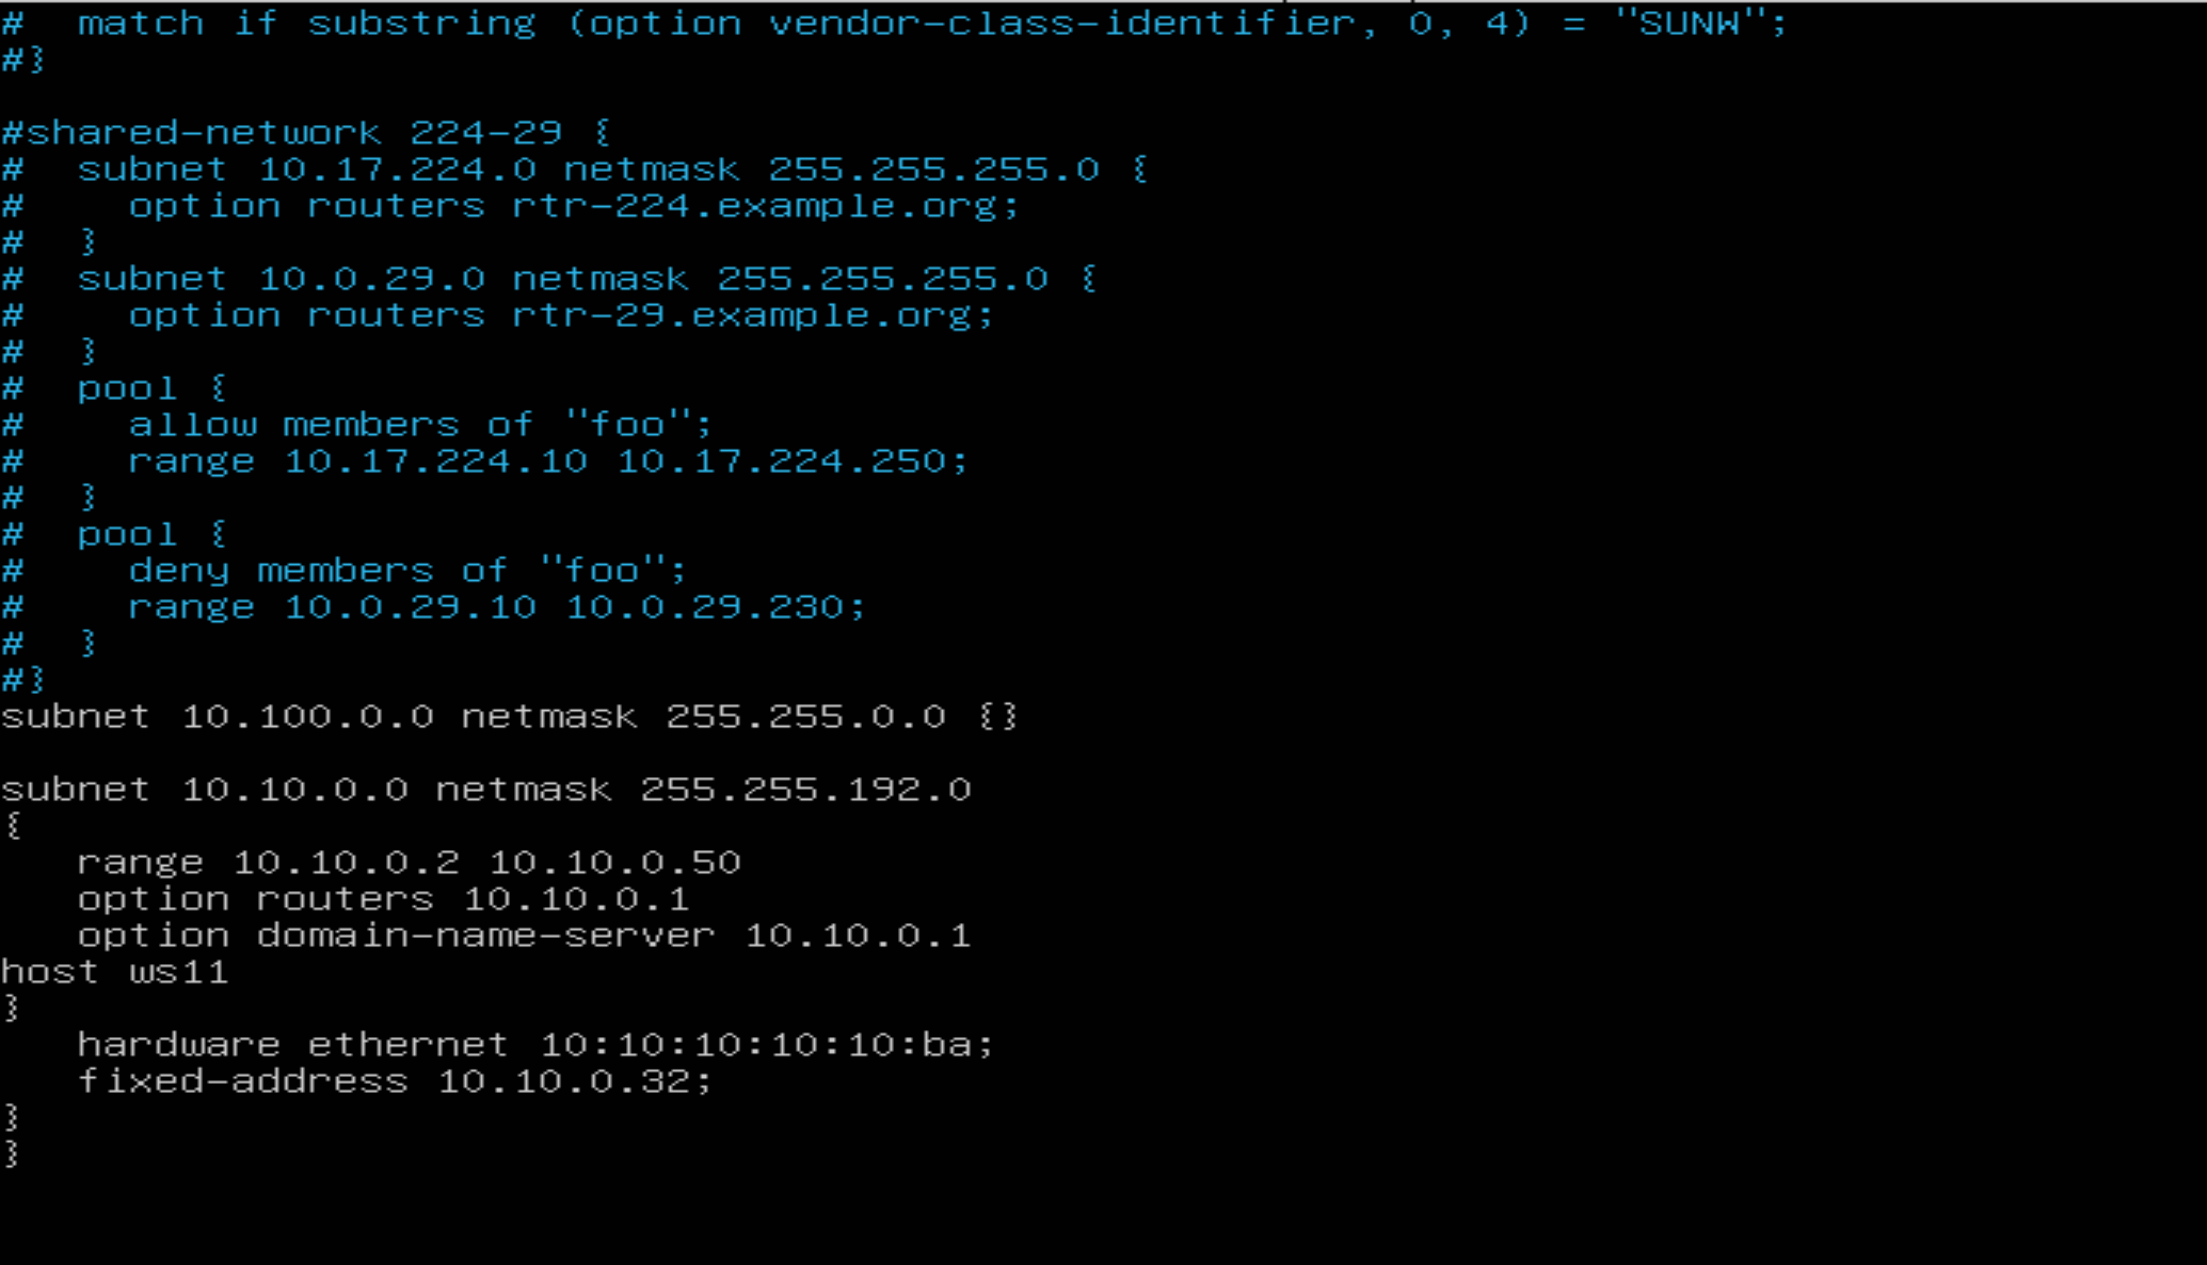 #  match if substring (option vendor-class-identifier, 0, 4) = "SUNW";
#}
#shared-network 224-29 {
#  subnet 10.17.224.0 netmask 255.255.255.0 {
#    option routers rtr-224.example.org;
#  }
#  subnet 10.0.29.0 netmask 255.255.255.0 {
#    option routers rtr-29.example.org;
#  }
#  pool {
#    allow members of "foo";
#    range 10.17.224.10 10.17.224.250;
#  }
#  pool {
#    deny members of "foo";
#    range 10.0.29.10 10.0.29.230;
#  }
#}
subnet 10.100.0.0 netmask 255.255.0.0 {}
subnet 10.10.0.0 netmask 255.255.192.0
{
   range 10.10.0.2 10.10.0.50
   option routers 10.10.0.1
   option domain-name-server 10.10.0.1
host ws11
}
   hardware ethernet 10:10:10:10:10:ba;
   fixed-address 10.10.0.32;
}
}